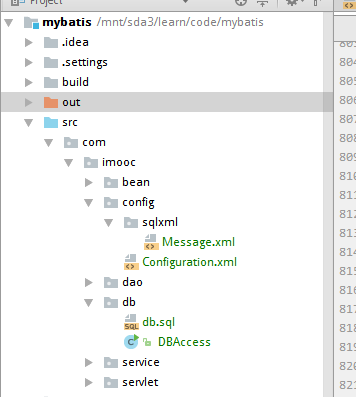 Project
mybatis /mnt/sda3/learn/code/mybatis
.idea
.settings
build
out
src
com
imooc
bean
config
sqlxml
Message.xml
Configuration.xml
dao
db
db.sql
DBAccess
service
servlet
804
805
806
807
808
809
810
811
812
813
814
815
816
817
818
819
820